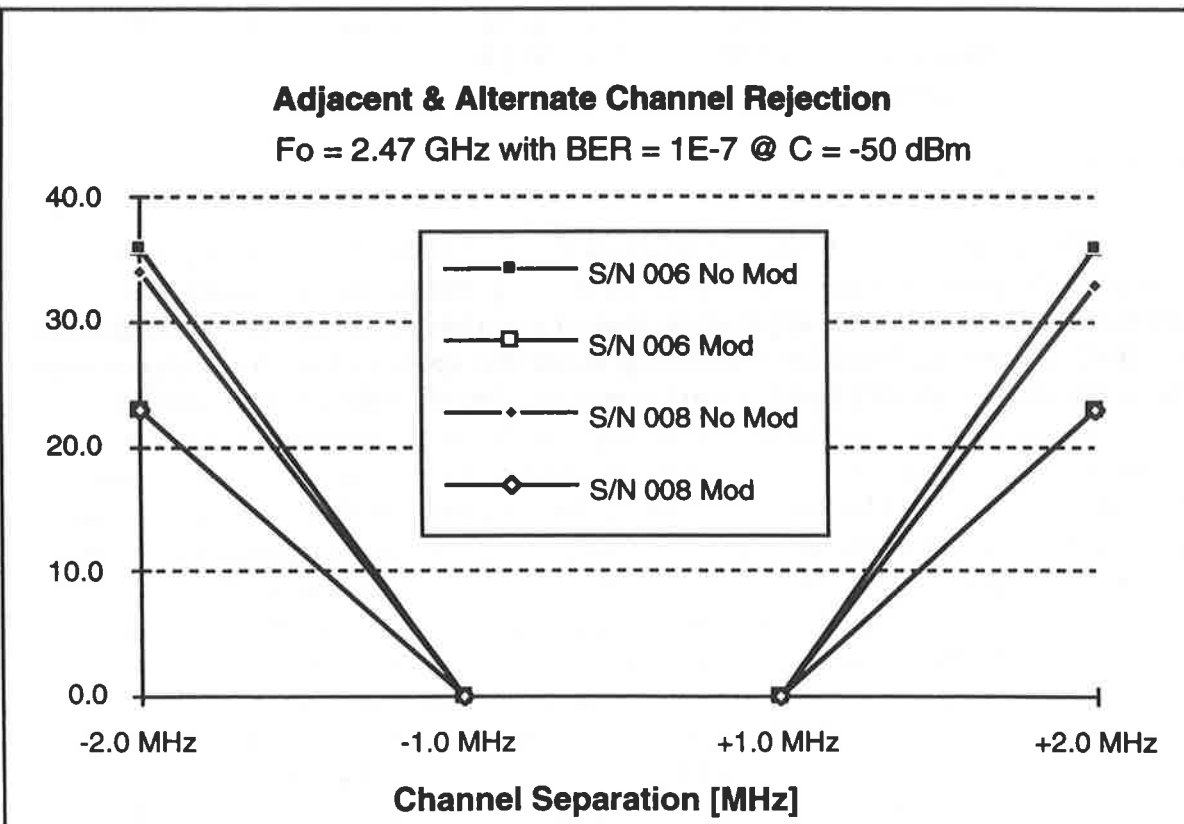 Adjacent & Alternate Channel Rejection
Fo = 2.47 GHz with BER = 1E-7 @ C = -50 dBm
40.0
30.0
20.0
10.0
0.0
S/N 006 No Mod
S/N 006 Mod
S/N 008 No Mod
S/N 008 Mod
-2.0 MHz
-1.0 MHz
+1.0 MHz
+2.0 MHz
Channel Separation [MHz]